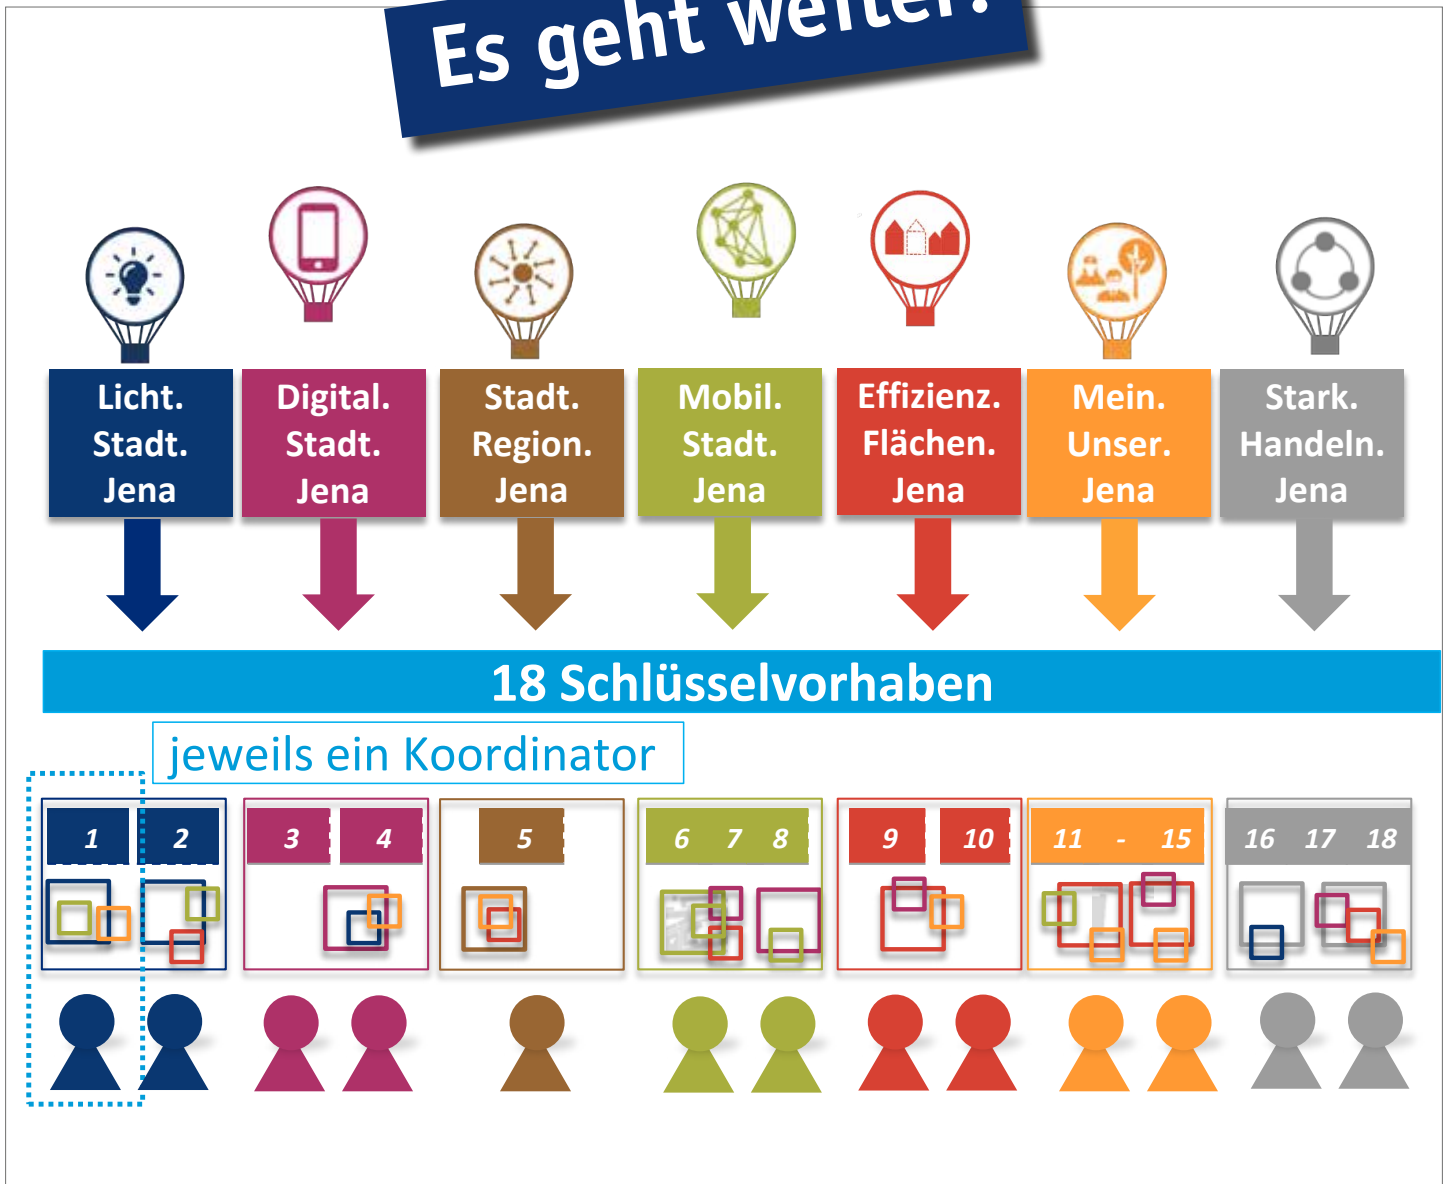 Es geht weiter!
Licht.
Stadt.
Jena
Digital.
Stadt.
Jena
Stadt.
Region.
Jena
Mobil.
Stadt.
Jena
Effizienz.
Flächen.
Jena
Mein.
Unser.
Jena
Stark.
Handeln.
Jena
18 Schlüsselvorhaben
jeweils ein Koordinator
1 2 3 4 5 6 7 8 9 10 11 - 15 16 17 18